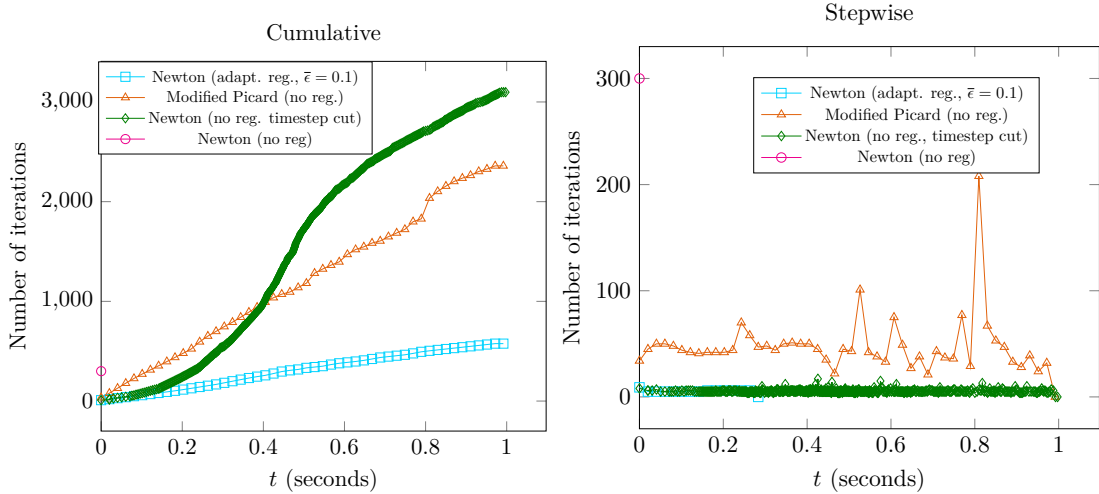 Cumulative
Number of iterations
3,000
2,000
1,000
0
0
0.2
0.4
0.6
0.8
1
t (seconds)
Newton (adapt. reg., ε̅ = 0.1)
Modified Picard (no reg.)
Newton (no reg. timestep cut)
Newton (no reg)
Stepwise
Number of iterations
300
200
100
0
0
0.2
0.4
0.6
0.8
1
t (seconds)
Newton (adapt. reg., ε̅ = 0.1)
Modified Picard (no reg.)
Newton (no reg., timestep cut)
Newton (no reg)